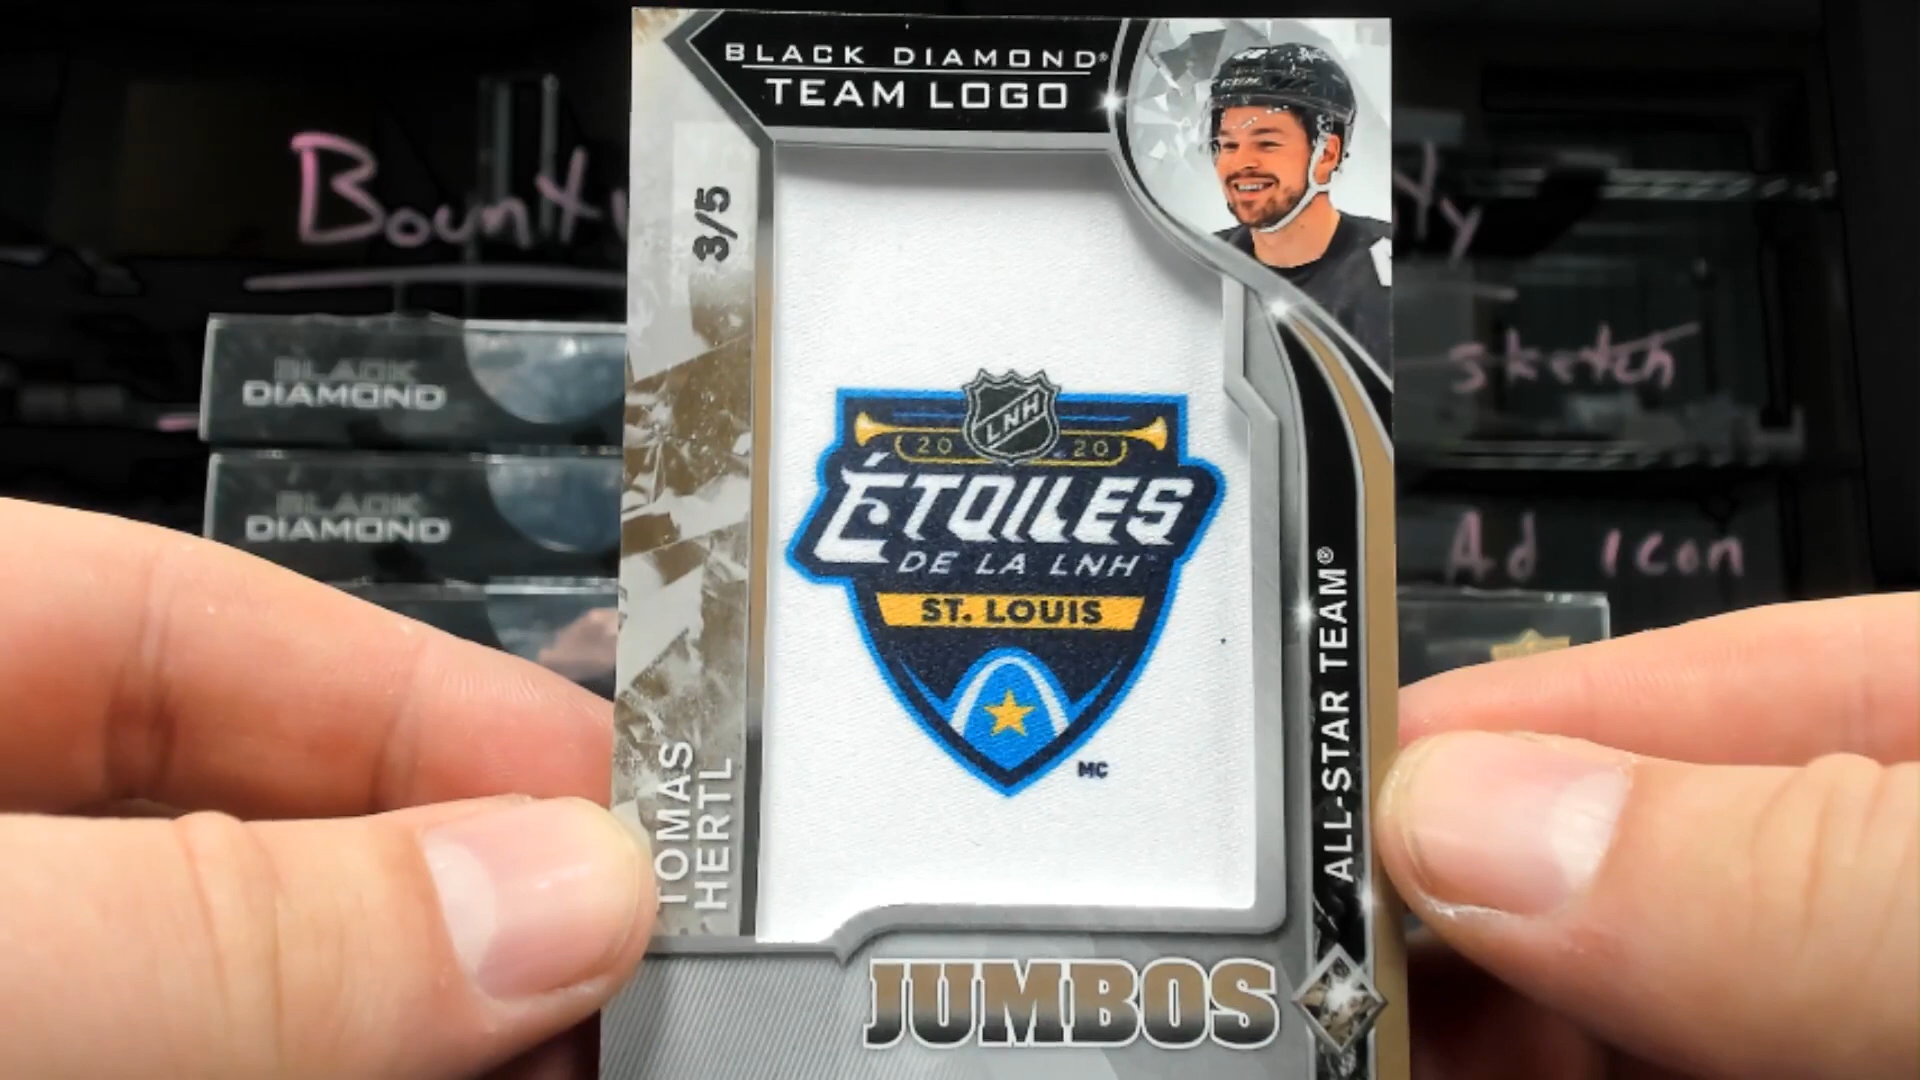 BLACK DIAMOND®
TEAM LOGO
3/5
TOMAS
HERTL
LNH
20 20
ÉTOILES
DE LA LNH
ST. LOUIS
MC
ALL-STAR TEAM®
JUMBOS
Bounty
sketch
Ad Icon
BLACK
DIAMOND
BLACK
DIAMOND